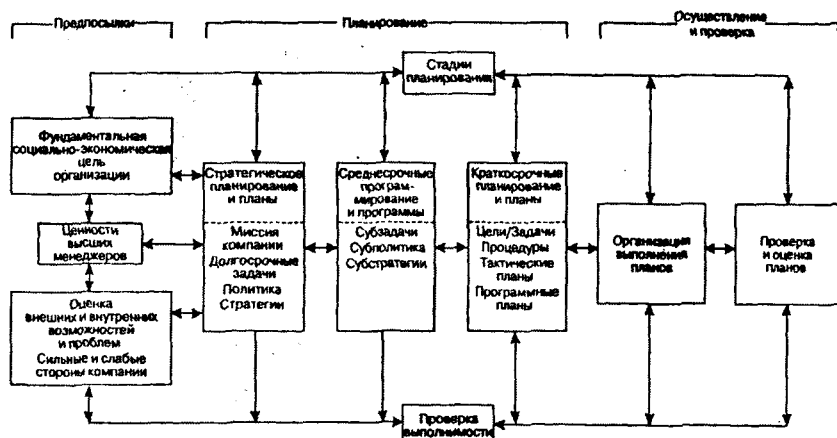 Предпосылки
Планирование
Осуществление
и проверка
Стадии
планирования
Фундаментальная
социально-экономическая
цель
организации
Ценности
высших
менеджеров
Оценка
внешних и внутренних
возможностей
и проблем
Сильные и слабые
стороны компании
Стратегическое
планирование
и планы
Миссия
компании
Долгосрочные
задачи
Политика
Стратегии
Среднесрочные
програм-
мирование
и программы
Субзадачи
Субполитика
Субстратегии
Краткосрочные
планирование
и планы
Цели/Задачи
Процедуры
Тактические
планы
Программные
планы
Организация
выполнения
планов
Проверка
и оценка
планов
Проверка
выполнимости